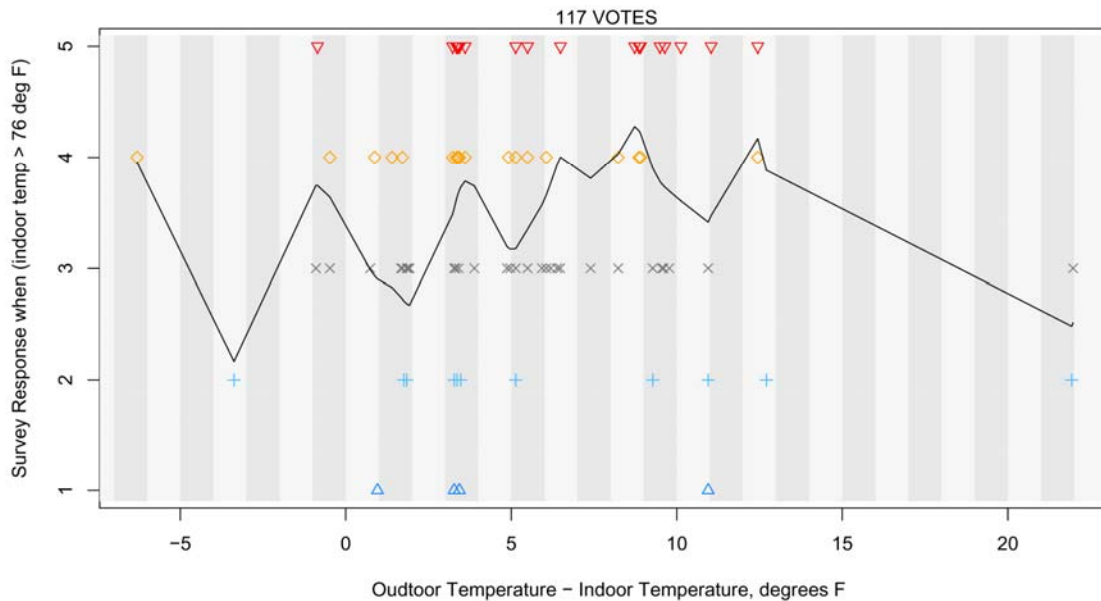 117 VOTES
Survey Response when (indoor temp > 76 deg F)
5
4
3
2
1
−5 0 5 10 15 20
Oudtoor Temperature − Indoor Temperature, degrees F